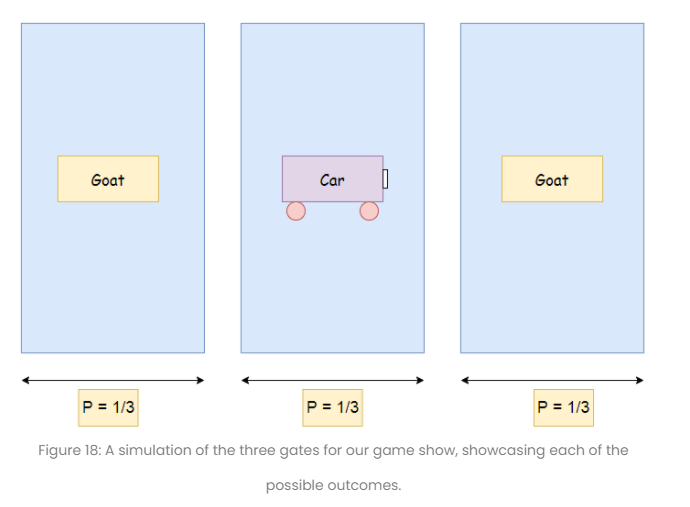 Goat
Car
Goat
P = 1/3
P = 1/3
P = 1/3
Figure 18: A simulation of the three gates for our game show, showcasing each of the
possible outcomes.